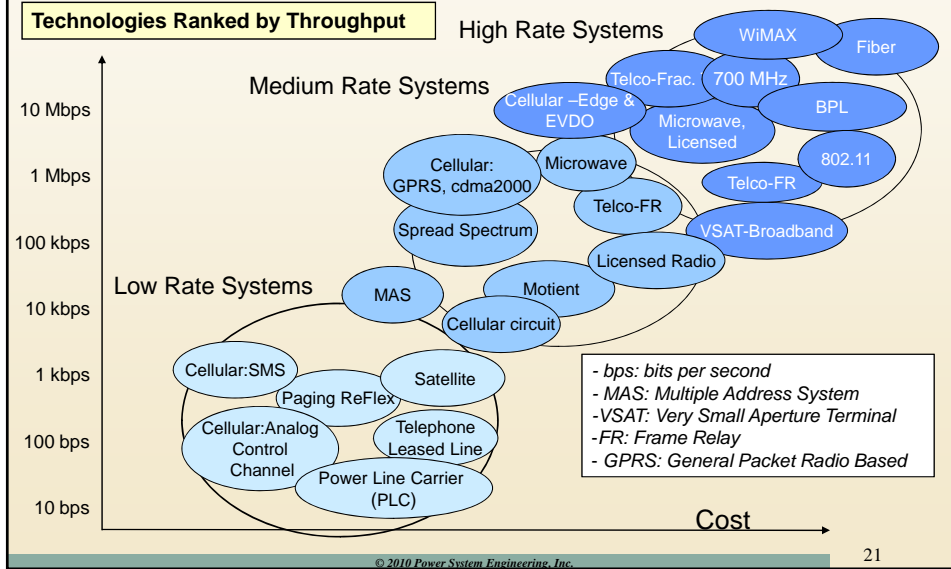 Technologies Ranked by Throughput
High Rate Systems
Medium Rate Systems
Low Rate Systems
10 Mbps
1 Mbps
100 kbps
10 kbps
1 kbps
100 bps
10 bps
WiMAX
Fiber
Telco-Frac.
700 MHz
Cellular –Edge &
EVDO
Microwave,
Licensed
BPL
802.11
Telco-FR
VSAT-Broadband
Cellular:
GPRS, cdma2000
Microwave
Telco-FR
Spread Spectrum
Licensed Radio
MAS
Motient
Cellular circuit
Cellular:SMS
Paging ReFlex
Satellite
Cellular:Analog
Control
Channel
Telephone
Leased Line
Power Line Carrier
(PLC)
- bps: bits per second
- MAS: Multiple Address System
-VSAT: Very Small Aperture Terminal
-FR: Frame Relay
- GPRS: General Packet Radio Based
Cost
© 2010 Power System Engineering, Inc.
21